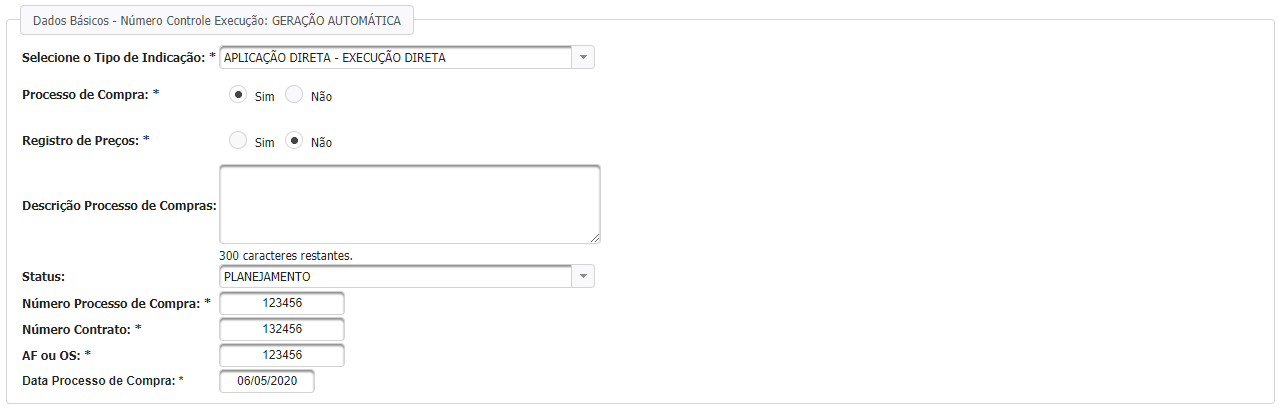 Dados Básicos - Número Controle Execução: GERAÇÃO AUTOMÁTICA
Selecione o Tipo de Indicação: * APLICAÇÃO DIRETA - EXECUÇÃO DIRETA
Processo de Compra: * Sim Não
Registro de Preços: * Sim Não
Descrição Processo de Compras:
300 caracteres restantes.
Status: PLANEJAMENTO
Número Processo de Compra: * 123456
Número Contrato: * 132456
AF ou OS: * 123456
Data Processo de Compra: * 06/05/2020